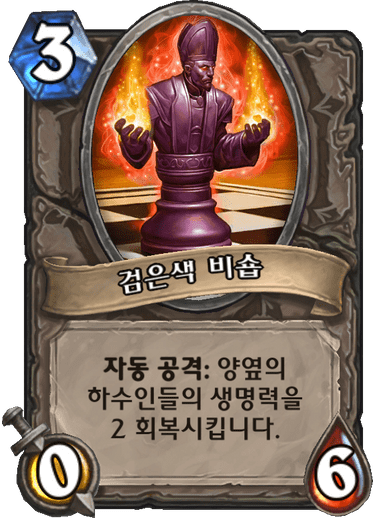 3
검은색 비숍
자동 공격: 양옆의
하수인들의 생명력을
2 회복시킵니다.
0
6